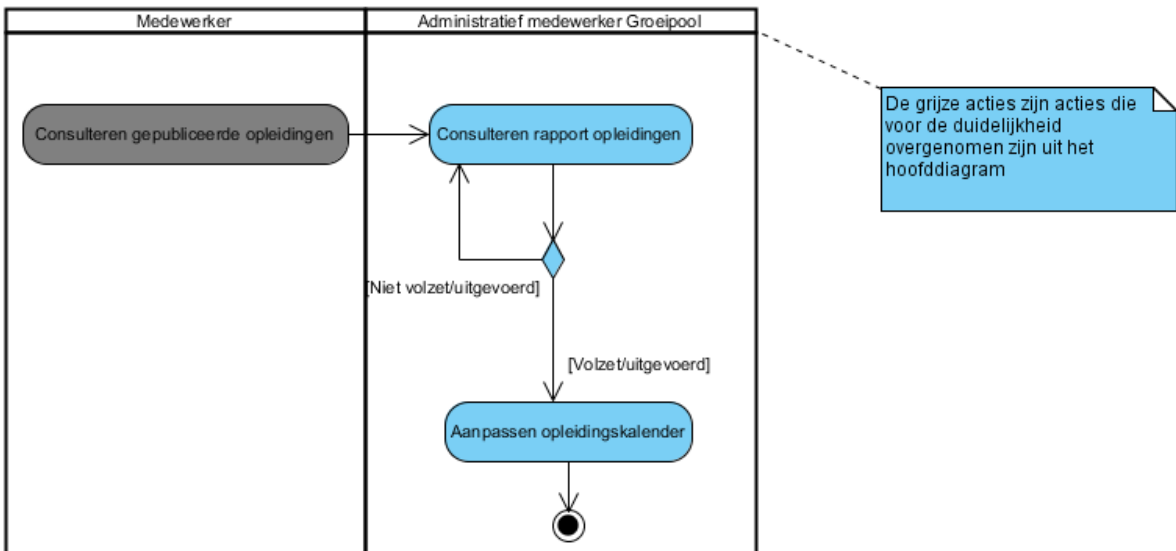 Medewerker
Administratief medewerker Groeipool
De grijze acties zijn acties die
voor de duidelijkheid
overgenomen zijn uit het
hoofddiagram
Consulteren gepubliceerde opleidingen
Consulteren rapport opleidingen
[Niet volzet/uitgevoerd]
[Volzet/uitgevoerd]
Aanpassen opleidingskalender